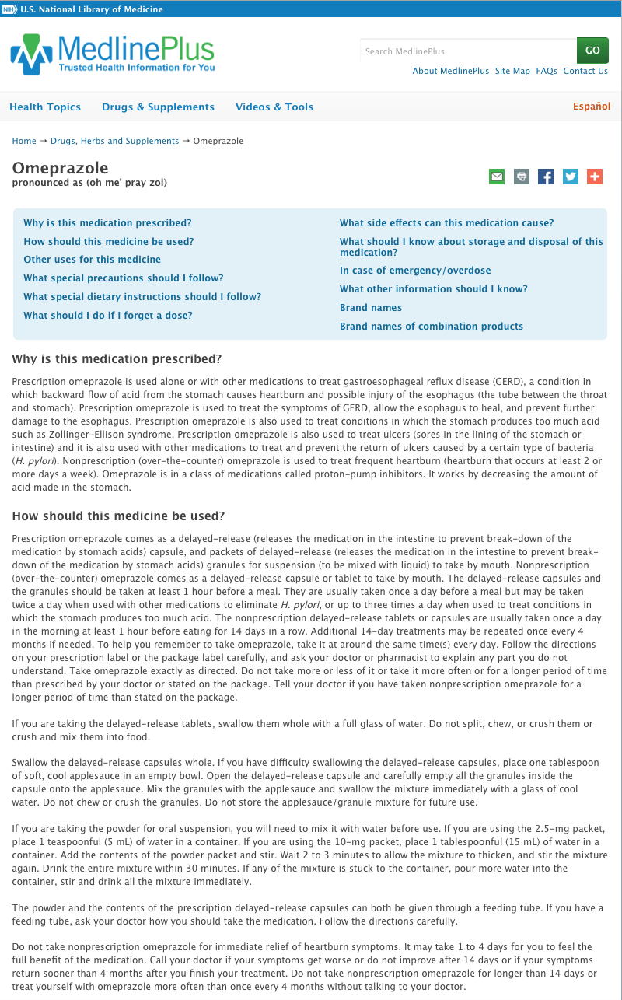 NIH U.S. National Library of Medicine
MedlinePlus
Trusted Health Information for You
Search MedlinePlus
GO
About MedlinePlus Site Map FAQs Contact Us
Health Topics Drugs & Supplements Videos & Tools Español
Home → Drugs, Herbs and Supplements → Omeprazole
Omeprazole
pronounced as (oh me' pray zol)
Why is this medication prescribed?
How should this medicine be used?
Other uses for this medicine
What special precautions should I follow?
What special dietary instructions should I follow?
What should I do if I forget a dose?
What side effects can this medication cause?
What should I know about storage and disposal of this
medication?
In case of emergency/overdose
What other information should I know?
Brand names
Brand names of combination products
Why is this medication prescribed?
Prescription omeprazole is used alone or with other medications to treat gastroesophageal reflux disease (GERD), a condition in
which backward flow of acid from the stomach causes heartburn and possible injury of the esophagus (the tube between the throat
and stomach). Prescription omeprazole is used to treat the symptoms of GERD, allow the esophagus to heal, and prevent further
damage to the esophagus. Prescription omeprazole is also used to treat conditions in which the stomach produces too much acid
such as Zollinger-Ellison syndrome. Prescription omeprazole is also used to treat ulcers (sores in the lining of the stomach or
intestine) and it is also used with other medications to treat and prevent the return of ulcers caused by a certain type of bacteria
(H. pylori). Nonprescription (over-the-counter) omeprazole is used to treat frequent heartburn (heartburn that occurs at least 2 or
more days a week). Omeprazole is in a class of medications called proton-pump inhibitors. It works by decreasing the amount of
acid made in the stomach.
How should this medicine be used?
Prescription omeprazole comes as a delayed-release (releases the medication in the intestine to prevent break-down of the
medication by stomach acids) capsule, and packets of delayed-release (releases the medication in the intestine to prevent break-
down of the medication by stomach acids) granules for suspension (to be mixed with liquid) to take by mouth. Nonprescription
(over-the-counter) omeprazole comes as a delayed-release capsule or tablet to take by mouth. The delayed-release capsules and
the granules should be taken at least 1 hour before a meal. They are usually taken once a day before a meal but may be taken
twice a day when used with other medications to eliminate H. pylori, or up to three times a day when used to treat conditions in
which the stomach produces too much acid. The nonprescription delayed-release tablets or capsules are usually taken once a day
in the morning at least 1 hour before eating for 14 days in a row. Additional 14-day treatments may be repeated once every 4
months if needed. To help you remember to take omeprazole, take it at around the same time(s) every day. Follow the directions
on your prescription label or the package label carefully, and ask your doctor or pharmacist to explain any part you do not
understand. Take omeprazole exactly as directed. Do not take more or less of it or take it more often or for a longer period of time
than prescribed by your doctor or stated on the package. Tell your doctor if you have taken nonprescription omeprazole for a
longer period of time than stated on the package.
If you are taking the delayed-release tablets, swallow them whole with a full glass of water. Do not split, chew, or crush them or
crush and mix them into food.
Swallow the delayed-release capsules whole. If you have difficulty swallowing the delayed-release capsules, place one tablespoon
of soft, cool applesauce in an empty bowl. Open the delayed-release capsule and carefully empty all the granules inside the
capsule onto the applesauce. Mix the granules with the applesauce and swallow the mixture immediately with a glass of cool
water. Do not chew or crush the granules. Do not store the applesauce/granule mixture for future use.
If you are taking the powder for oral suspension, you will need to mix it with water before use. If you are using the 2.5-mg packet,
place 1 teaspoonful (5 mL) of water in a container. If you are using the 10-mg packet, place 1 tablespoonful (15 mL) of water in a
container. Add the contents of the powder packet and stir. Wait 2 to 3 minutes to allow the mixture to thicken, and stir the mixture
again. Drink the entire mixture within 30 minutes. If any of the mixture is stuck to the container, pour more water into the
container, stir and drink all the mixture immediately.
The powder and the contents of the prescription delayed-release capsules can both be given through a feeding tube. If you have a
feeding tube, ask your doctor how you should take the medication. Follow the directions carefully.
Do not take nonprescription omeprazole for immediate relief of heartburn symptoms. It may take 1 to 4 days for you to feel the
full benefit of the medication. Call your doctor if your symptoms get worse or do not improve after 14 days or if your symptoms
return sooner than 4 months after you finish your treatment. Do not take nonprescription omeprazole for longer than 14 days or
treat yourself with omeprazole more often than once every 4 months without talking to your doctor.